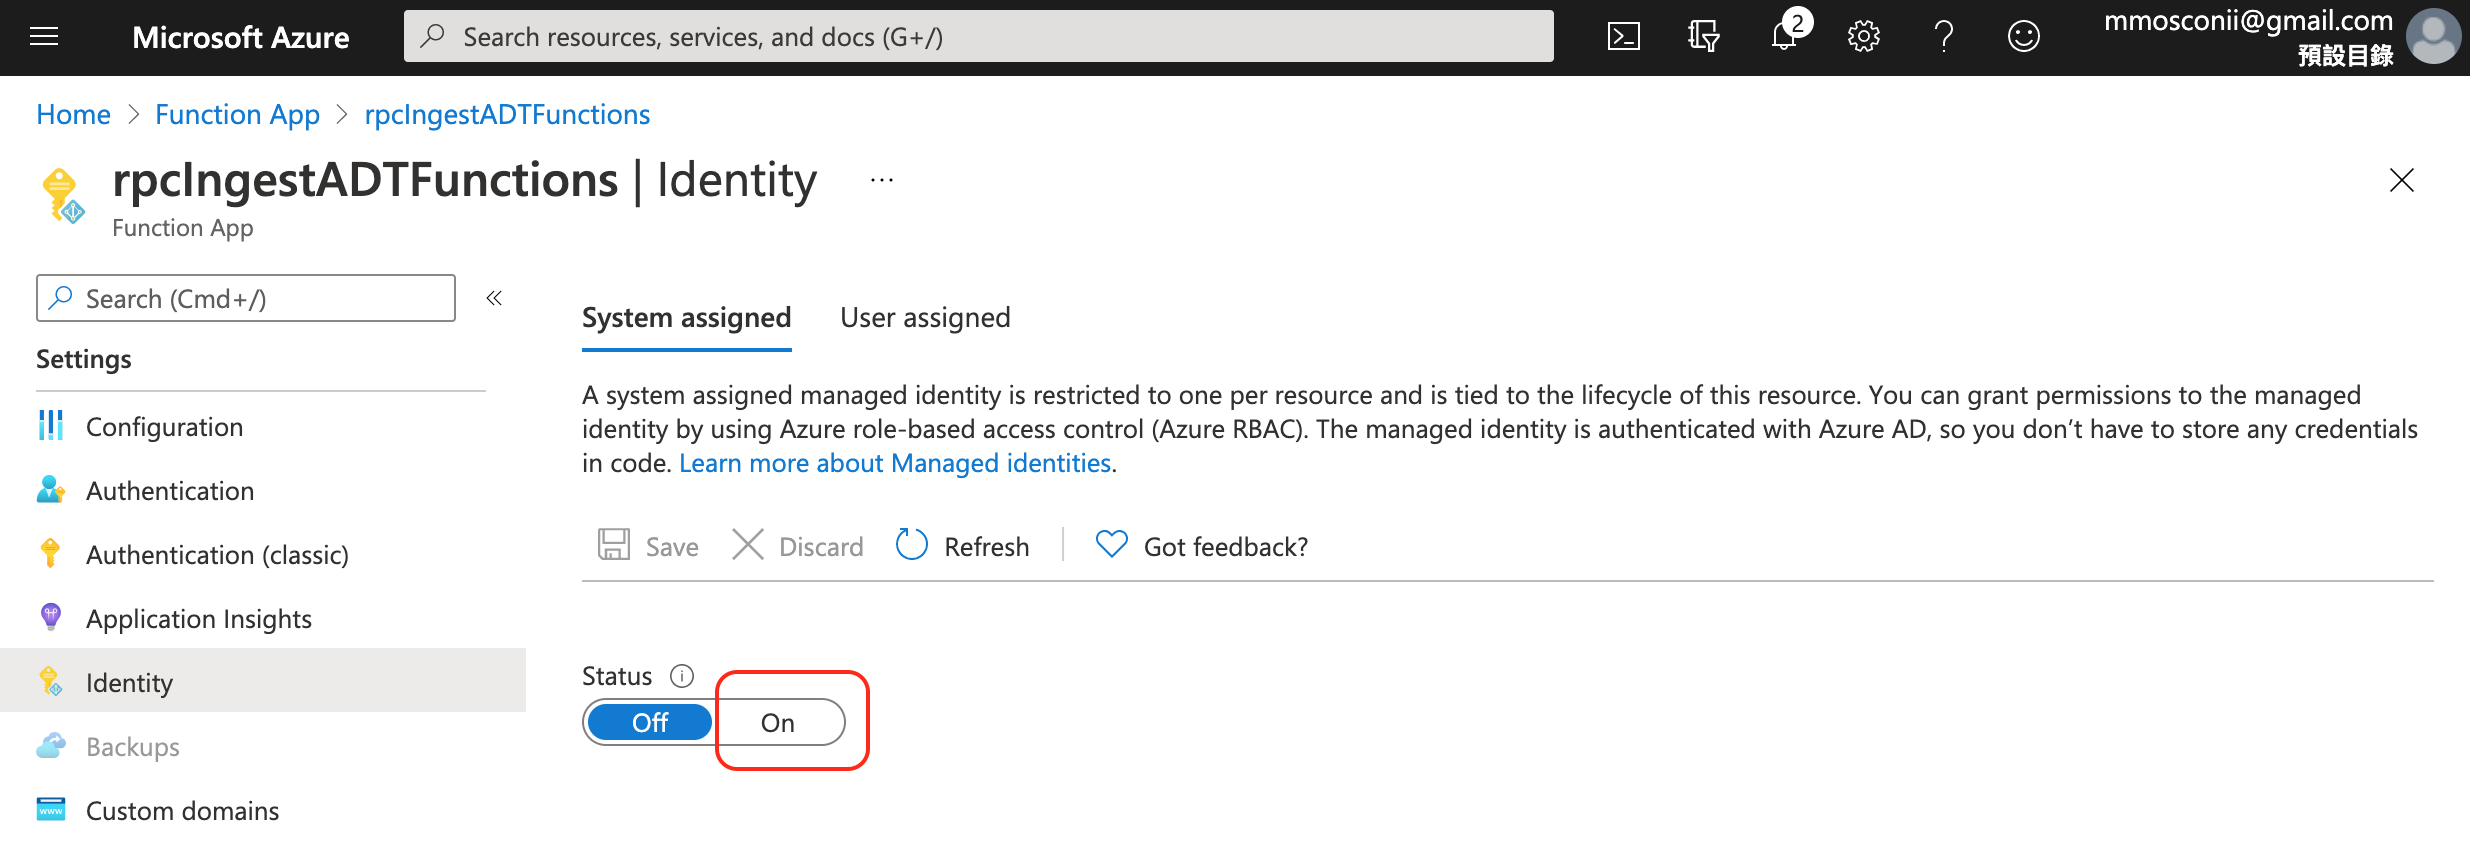 Microsoft Azure
Search resources, services, and docs (G+/)
2
mmosconii@gmail.com
預設目錄
Home > Function App > rpcIngestADTFunctions
rpcIngestADTFunctions | Identity ...
Function App
Search (Cmd+/)
«
Settings
Configuration
Authentication
Authentication (classic)
Application Insights
Identity
Backups
Custom domains
System assigned
User assigned
A system assigned managed identity is restricted to one per resource and is tied to the lifecycle of this resource. You can grant permissions to the managed
identity by using Azure role-based access control (Azure RBAC). The managed identity is authenticated with Azure AD, so you don’t have to store any credentials
in code. Learn more about Managed identities.
Save
Discard
Refresh
Got feedback?
Status
Off
On